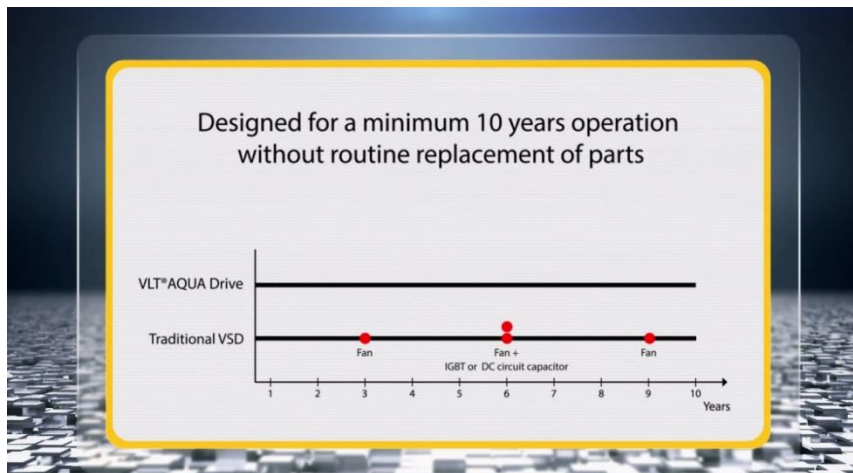 Designed for a minimum 10 years operation
without routine replacement of parts
VLT®AQUA Drive
Traditional VSD
Fan
Fan +
IGBT or DC circuit capacitor
Fan
1 2 3 4 5 6 7 8 9 10
Years